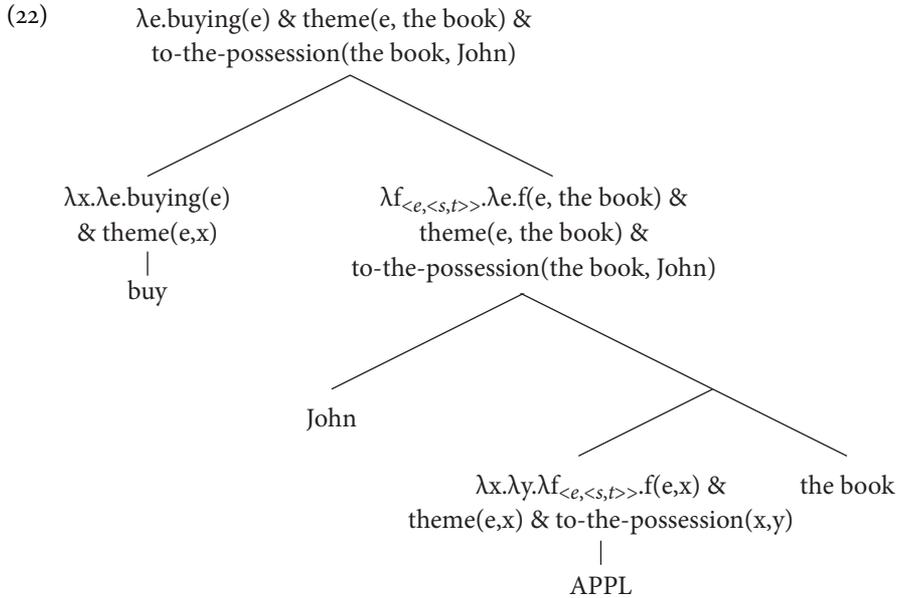 (22)
λe.buying(e) & theme(e, the book) &
to-the-possession(the book, John)
λx.λe.buying(e)
& theme(e,x)
buy
λf<e,<s,t>>.λe.f(e, the book) &
theme(e, the book) &
to-the-possession(the book, John)
John
λx.λy.λf<e,<s,t>>.f(e,x) &
theme(e,x) & to-the-possession(x,y)
APPL
the book